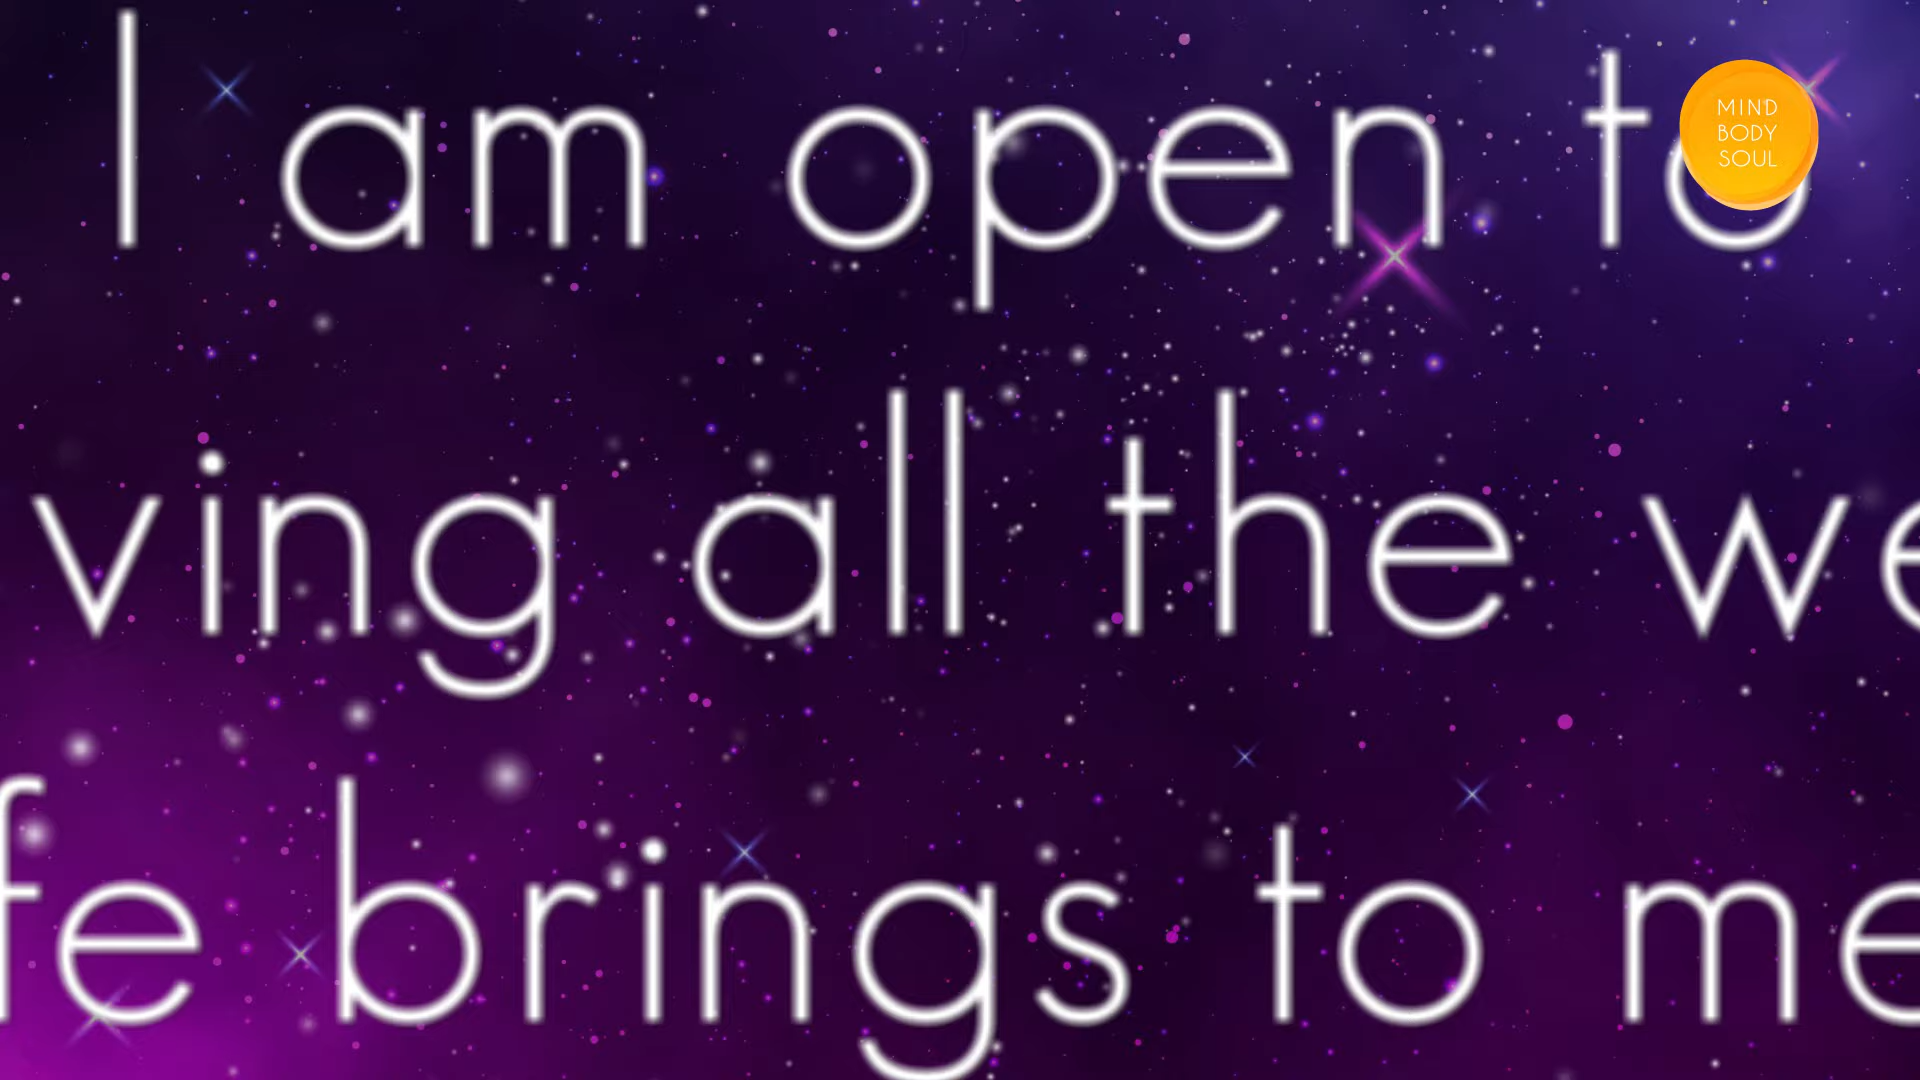 I am open to
ving all the we
fe brings to me
MIND
BODY
SOUL